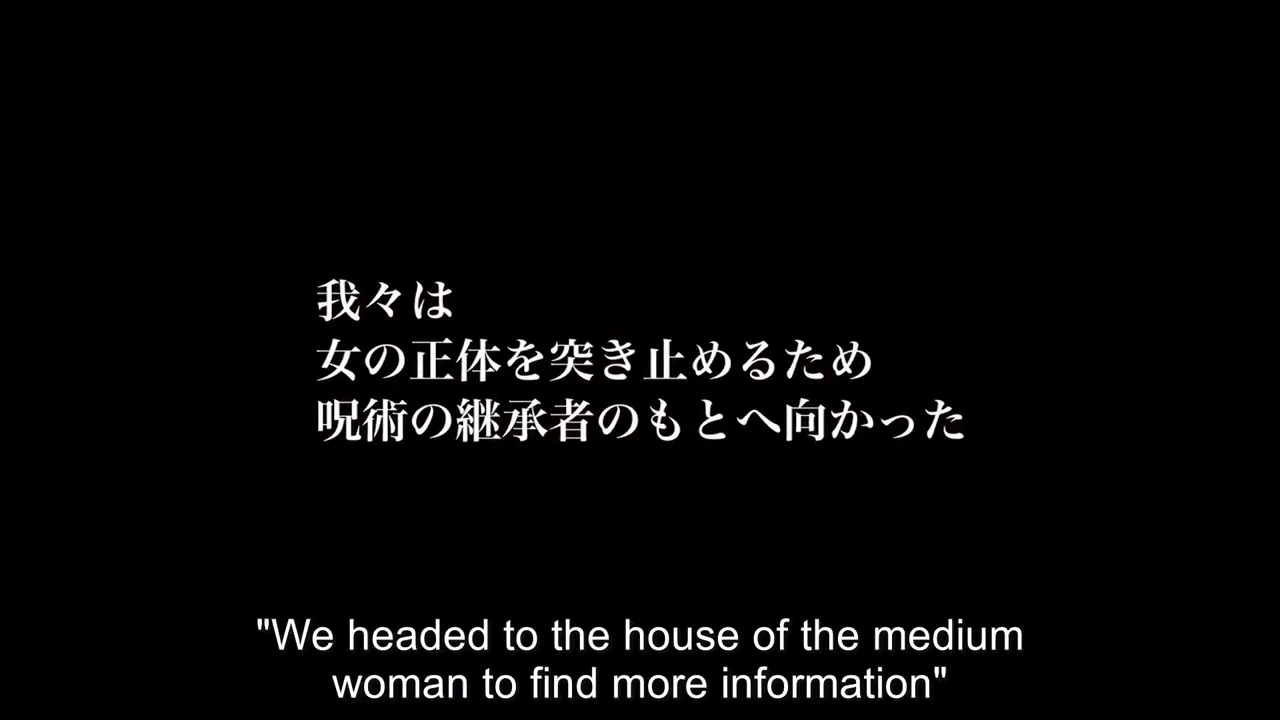 我々は
女の正体を突き止めるため
呪術の継承者のもとへ向かった
"We headed to the house of the medium
woman to find more information"